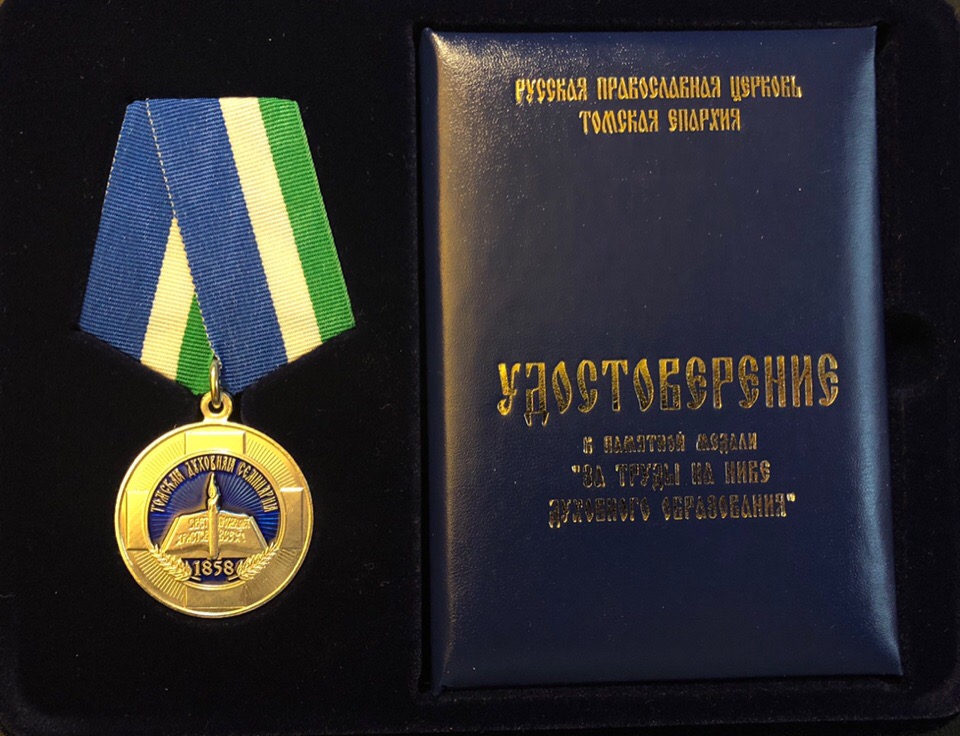 ТОМСКАЯ ДУХОВНАЯ СЕМИНАРИЯ
1858
РУССКАЯ ПРАВОСЛАВНАЯ ЦЕРКОВЬ
ТОМСКАЯ ЕПАРХИЯ
УДОСТОВЕРЕНИЕ
К ПАМЯТНОЙ МЕДАЛИ
"ЗА ТРУДЫ НА НИВЕ
ДУХОВНОГО ОБРАЗОВАНИЯ"